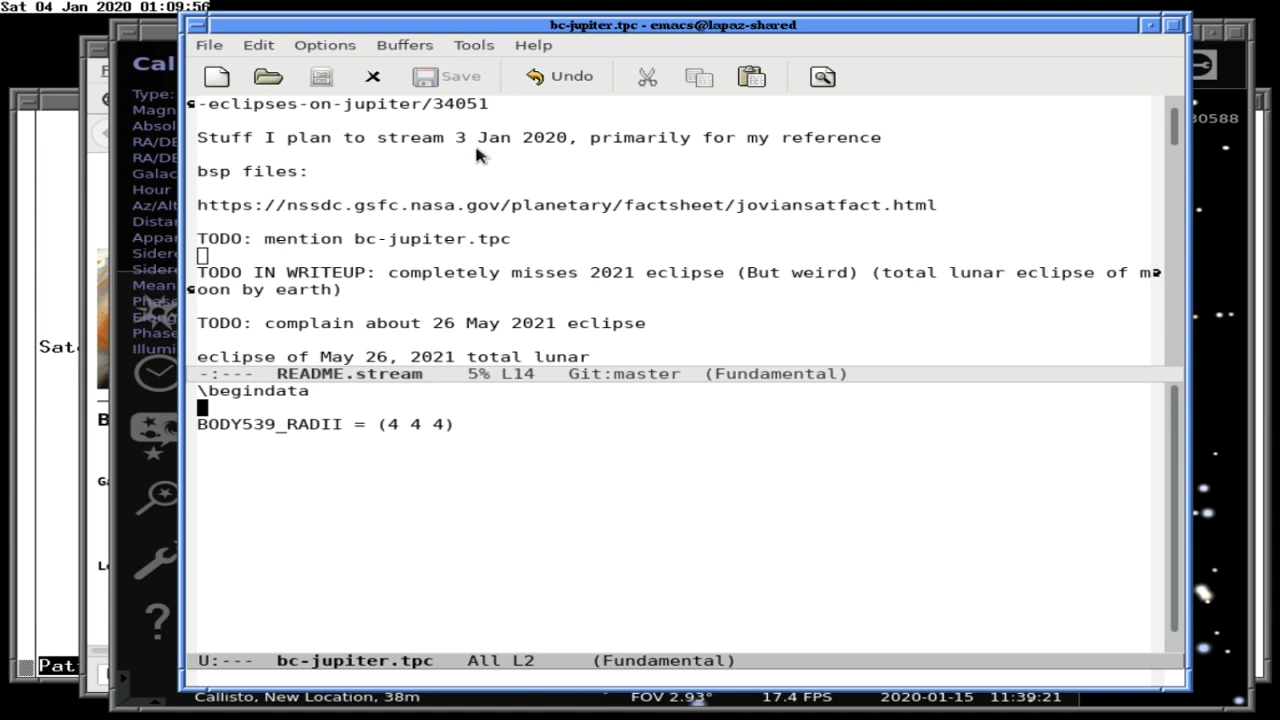 Sat 04 Jan 2020 01:09:56
bc-jupiter.tpc - emacs@lapaz-shared
File Edit Options Buffers Tools Help
Save Undo
-eclipses-on-jupiter/34051
Stuff I plan to stream 3 Jan 2020, primarily for my reference
bsp files:
https://nssdc.gsfc.nasa.gov/planetary/factsheet/joviansatfact.html
TODO: mention bc-jupiter.tpc
TODO IN WRITEUP: completely misses 2021 eclipse (But weird) (total lunar eclipse of m
oon by earth)
TODO: complain about 26 May 2021 eclipse
eclipse of May 26, 2021 total lunar
-:--- README.stream 5% L14 Git:master (Fundamental)
\begindata
BODY539_RADII = (4 4 4)
U:--- bc-jupiter.tpc All L2 (Fundamental)
Cal
Type:
Magn
Absol
RA/DE
RA/DE
Galac
Hour
Az/Alt
Distan
Appar
Sidere
Sidere
Mean
Phase
Elong
Phase
Illumi
30588
Sat
Pat
Callisto, New Location, 38m FOV 2.93° 17.4 FPS 2020-01-15 11:39:21